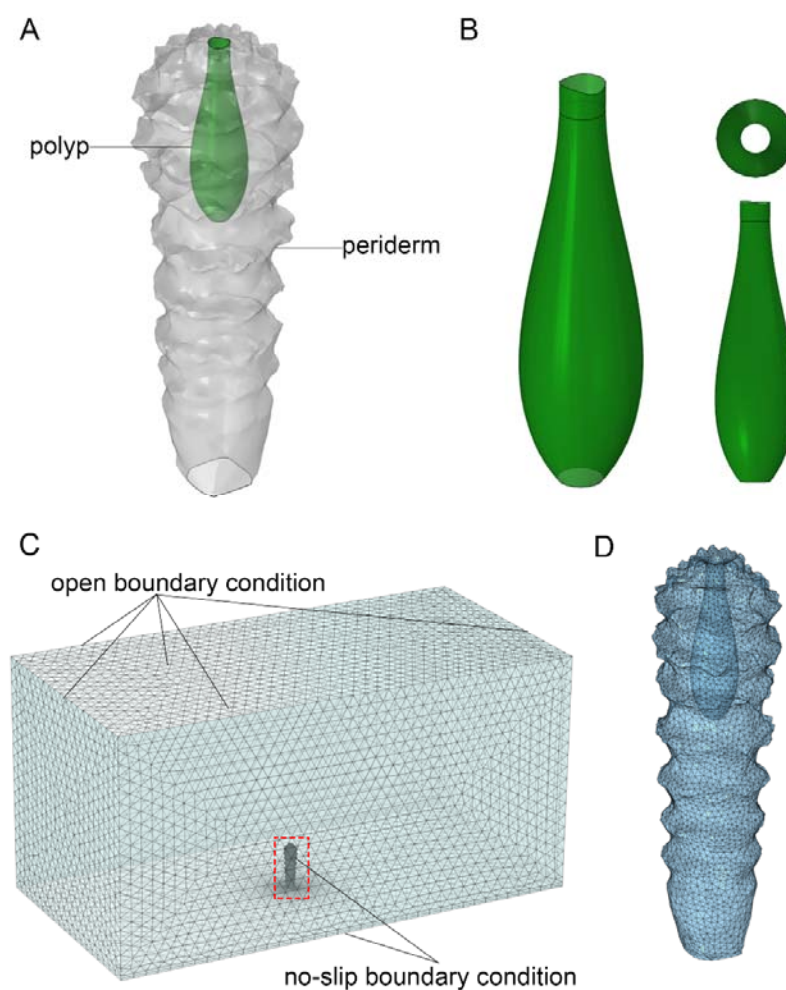 A
B
polyp
periderm
C
D
open boundary condition
no-slip boundary condition